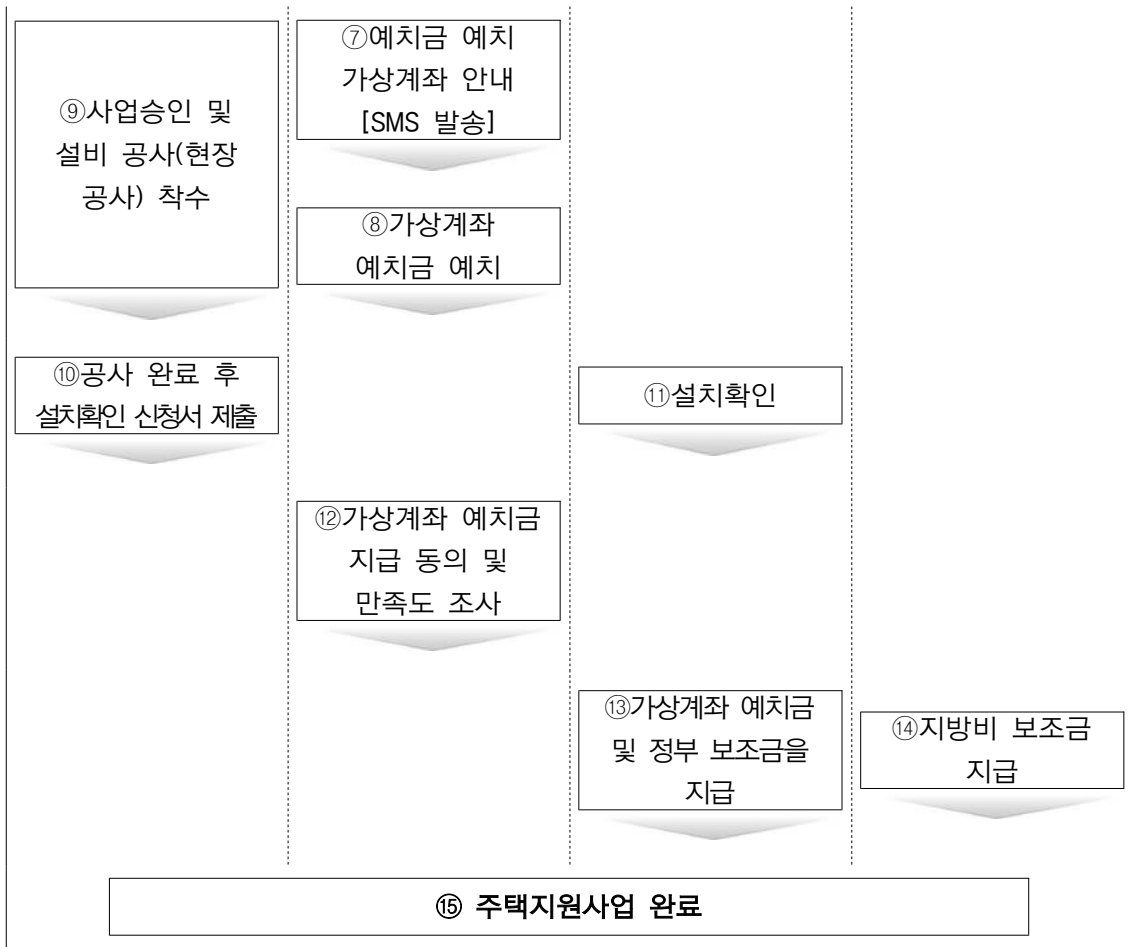 ⑦예치금 예치
가상계좌 안내
[SMS 발송]
⑨사업승인 및
설비 공사(현장
공사) 착수
⑧가상계좌
예치금 예치
⑩공사 완료 후
설치확인 신청서 제출
⑪설치확인
⑫가상계좌 예치금
지급 동의 및
만족도 조사
⑬가상계좌 예치금
및 정부 보조금을
지급
⑭지방비 보조금
지급
⑮ 주택지원사업 완료